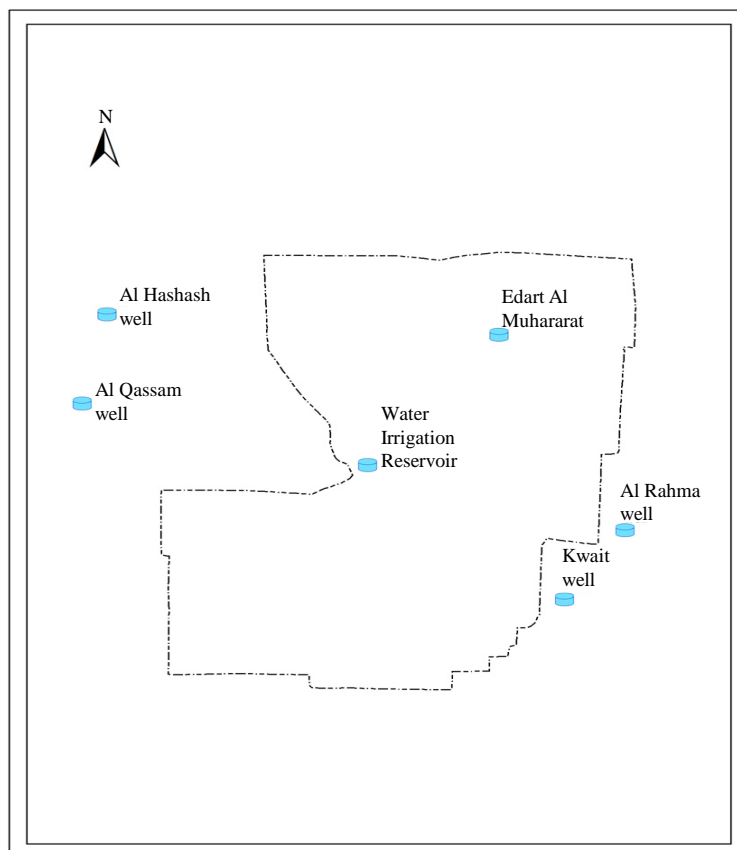 N
Al Hashash
well
Edart Al
Muhararat
Al Qassam
well
Water
Irrigation
Reservoir
Al Rahma
well
Kwait
well